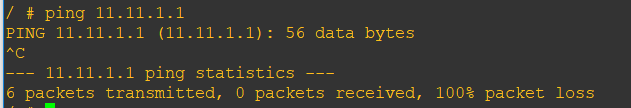 / # ping 11.11.1.1
PING 11.11.1.1 (11.11.1.1): 56 data bytes
^C
--- 11.11.1.1 ping statistics ---
6 packets transmitted, 0 packets received, 100% packet loss
/ #